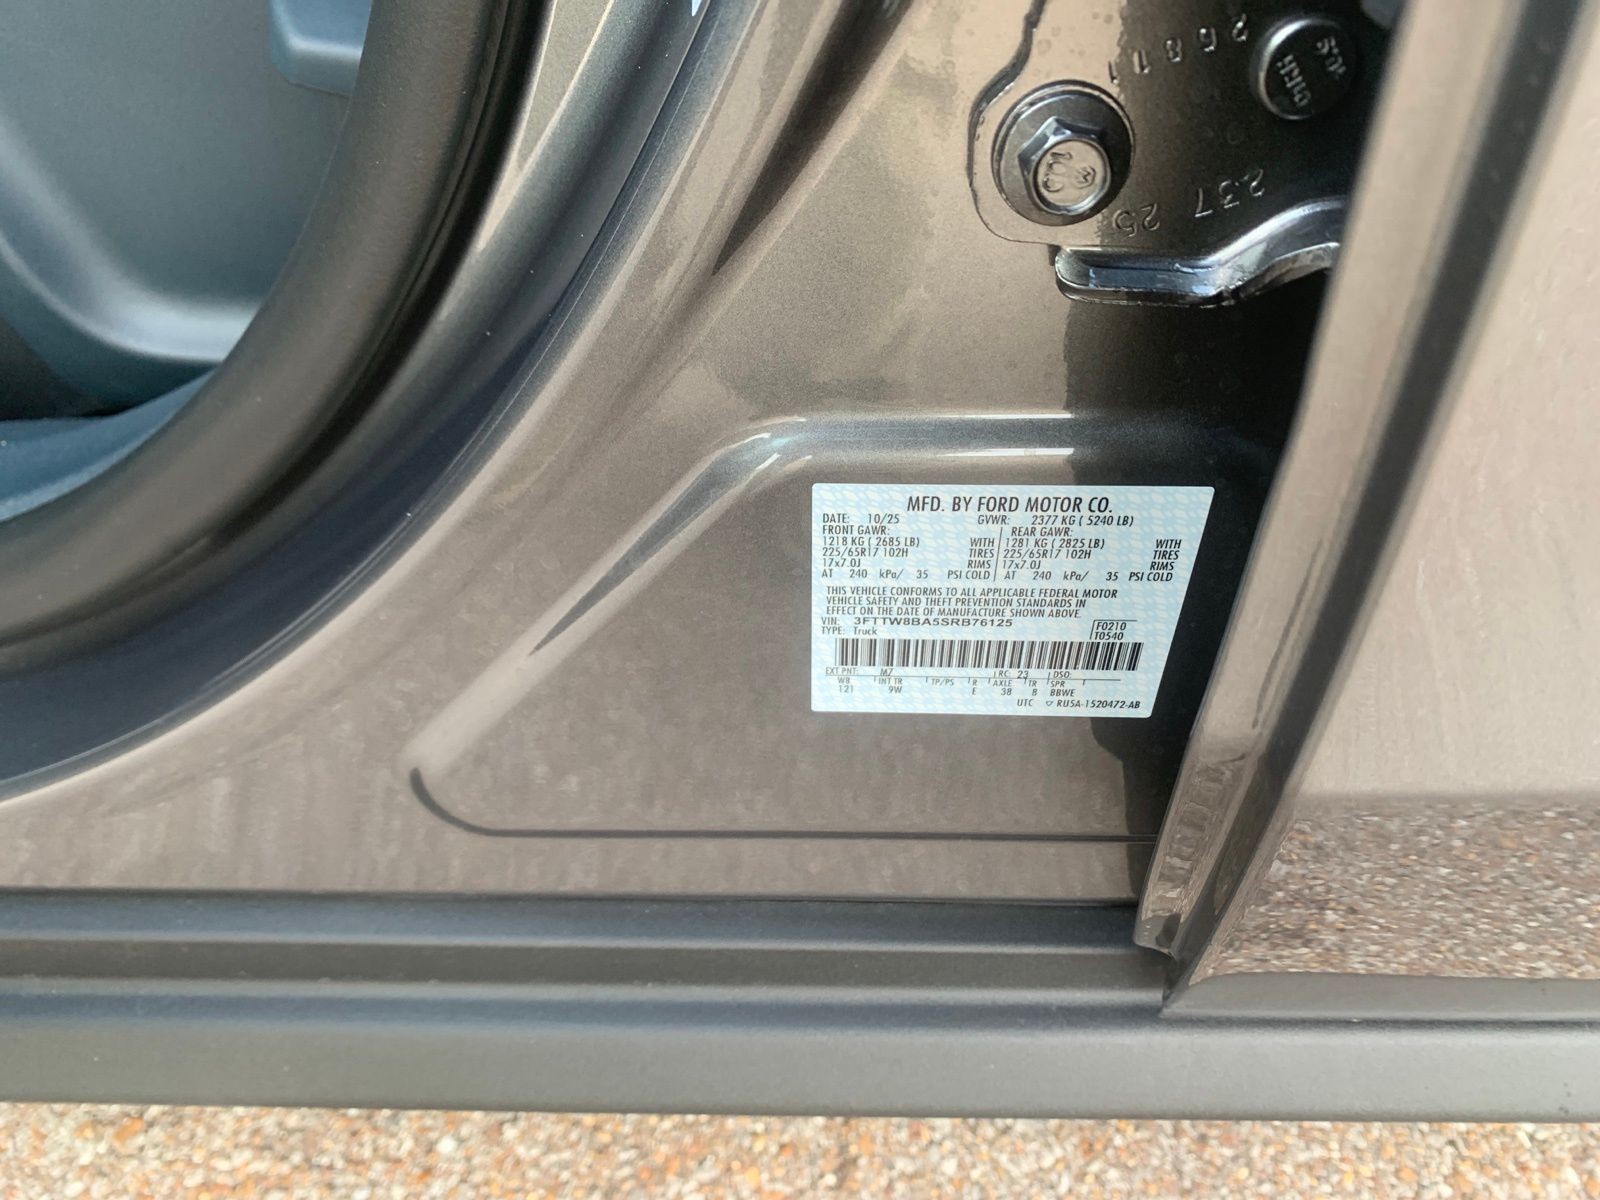 MFD. BY FORD MOTOR CO.
DATE: 10/25 GVWR: 2377 KG ( 5240 LB)
FRONT GAWR: REAR GAWR:
1218 KG ( 2685 LB) WITH 1281 KG ( 2825 LB) WITH
225/65R17 102H TIRES 225/65R17 102H TIRES
17x7.0J RIMS 17x7.0J RIMS
AT 240 kPa/ 35 PSI COLD AT 240 kPa/ 35 PSI COLD
THIS VEHICLE CONFORMS TO ALL APPLICABLE FEDERAL MOTOR
VEHICLE SAFETY AND THEFT PREVENTION STANDARDS IN
EFFECT ON THE DATE OF MANUFACTURE SHOWN ABOVE.
VIN: 3FTTW8BA5SRB76125 F0210
TYPE: Truck T0540
EXT PNT: M7 RC: 23 DSO:
WB INT TR TP/PS R AXLE TR SPR
121 9W E 38 8 BBWE
UTC RU5A-1520472-AB
25 237